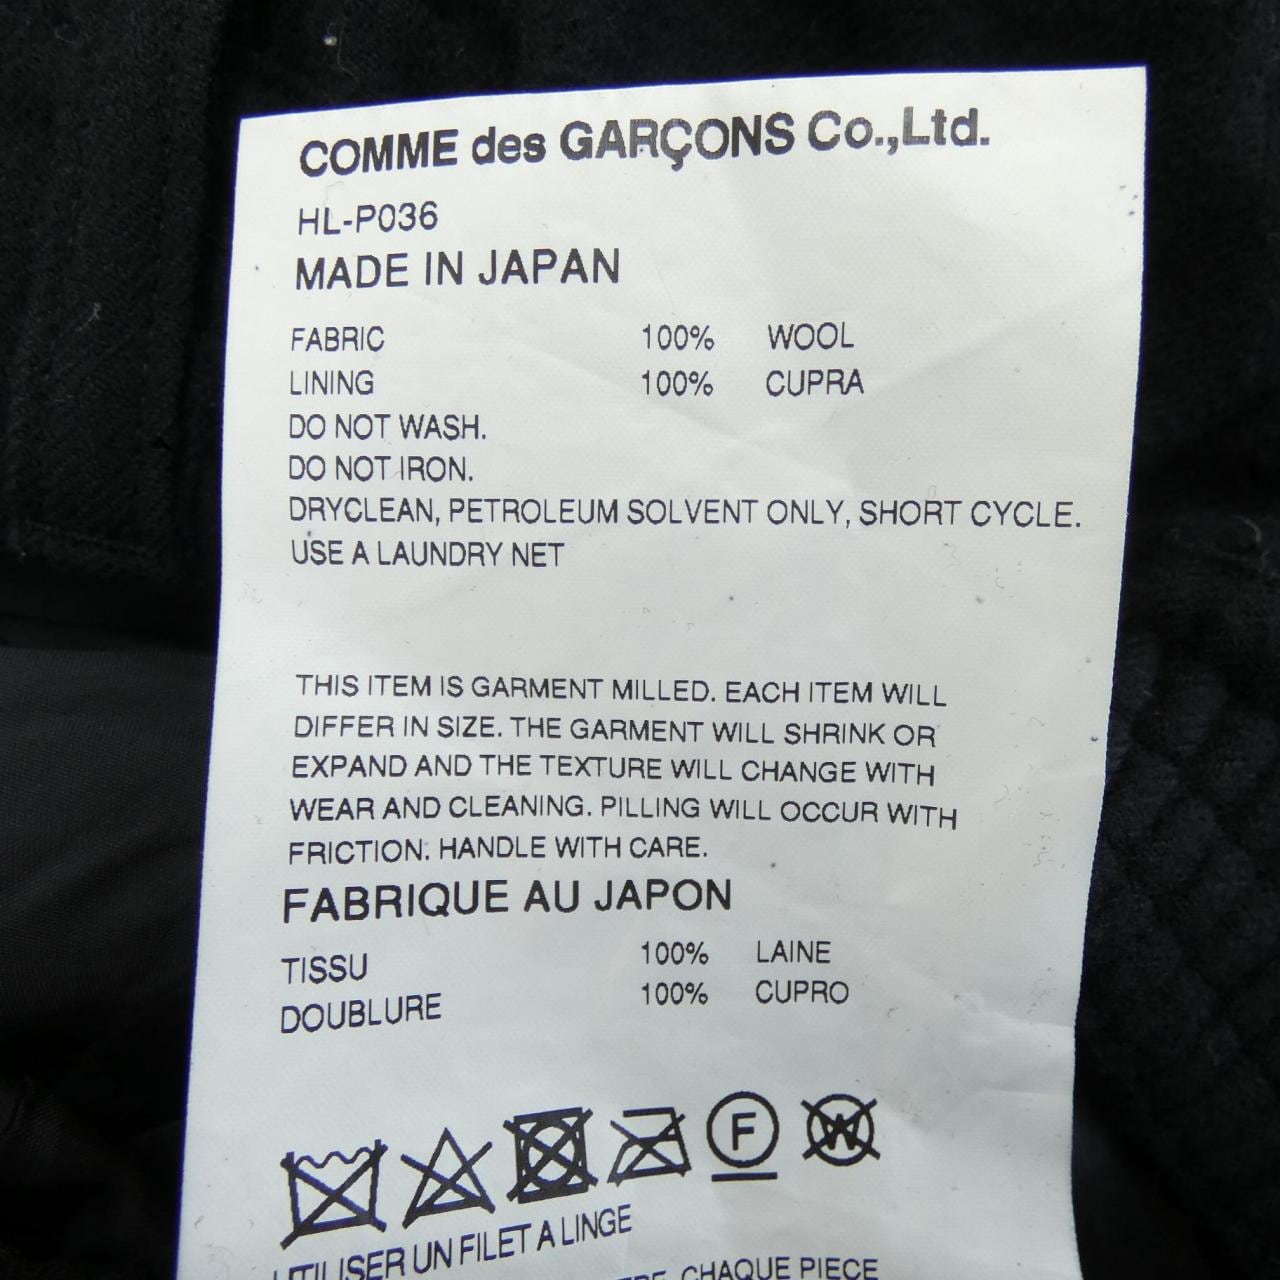 COMME des GARÇONS Co.,Ltd.
HL-P036
MADE IN JAPAN
FABRIC 100% WOOL
LINING 100% CUPRA
DO NOT WASH.
DO NOT IRON.
DRYCLEAN, PETROLEUM SOLVENT ONLY, SHORT CYCLE.
USE A LAUNDRY NET
THIS ITEM IS GARMENT MILLED. EACH ITEM WILL
DIFFER IN SIZE. THE GARMENT WILL SHRINK OR
EXPAND AND THE TEXTURE WILL CHANGE WITH
WEAR AND CLEANING. PILLING WILL OCCUR WITH
FRICTION. HANDLE WITH CARE.
FABRIQUE AU JAPON
TISSU 100% LAINE
DOUBLURE 100% CUPRO
F W
UTILISER UN FILET A LINGE
CHAQUE PIECE